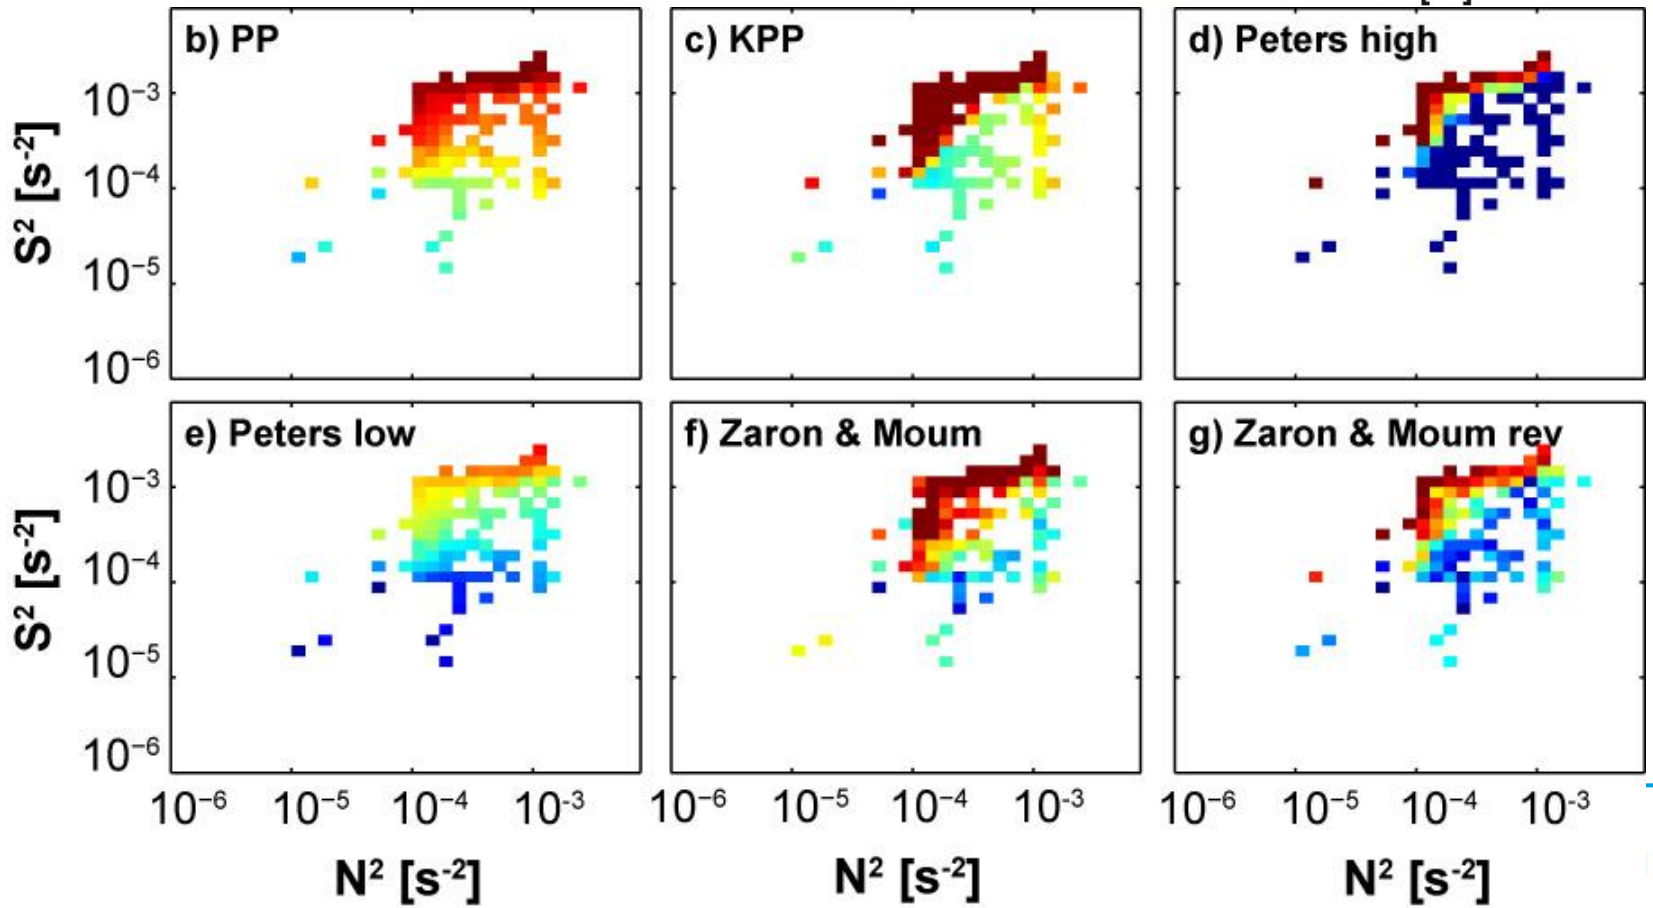 b) PP
c) KPP
d) Peters high
S² [s⁻²]
10⁻³
10⁻⁴
10⁻⁵
10⁻⁶
e) Peters low
f) Zaron & Moum
g) Zaron & Moum rev
S² [s⁻²]
10⁻³
10⁻⁴
10⁻⁵
10⁻⁶
10⁻⁶ 10⁻⁵ 10⁻⁴ 10⁻³
10⁻⁶ 10⁻⁵ 10⁻⁴ 10⁻³
10⁻⁶ 10⁻⁵ 10⁻⁴ 10⁻³
N² [s⁻²]
N² [s⁻²]
N² [s⁻²]